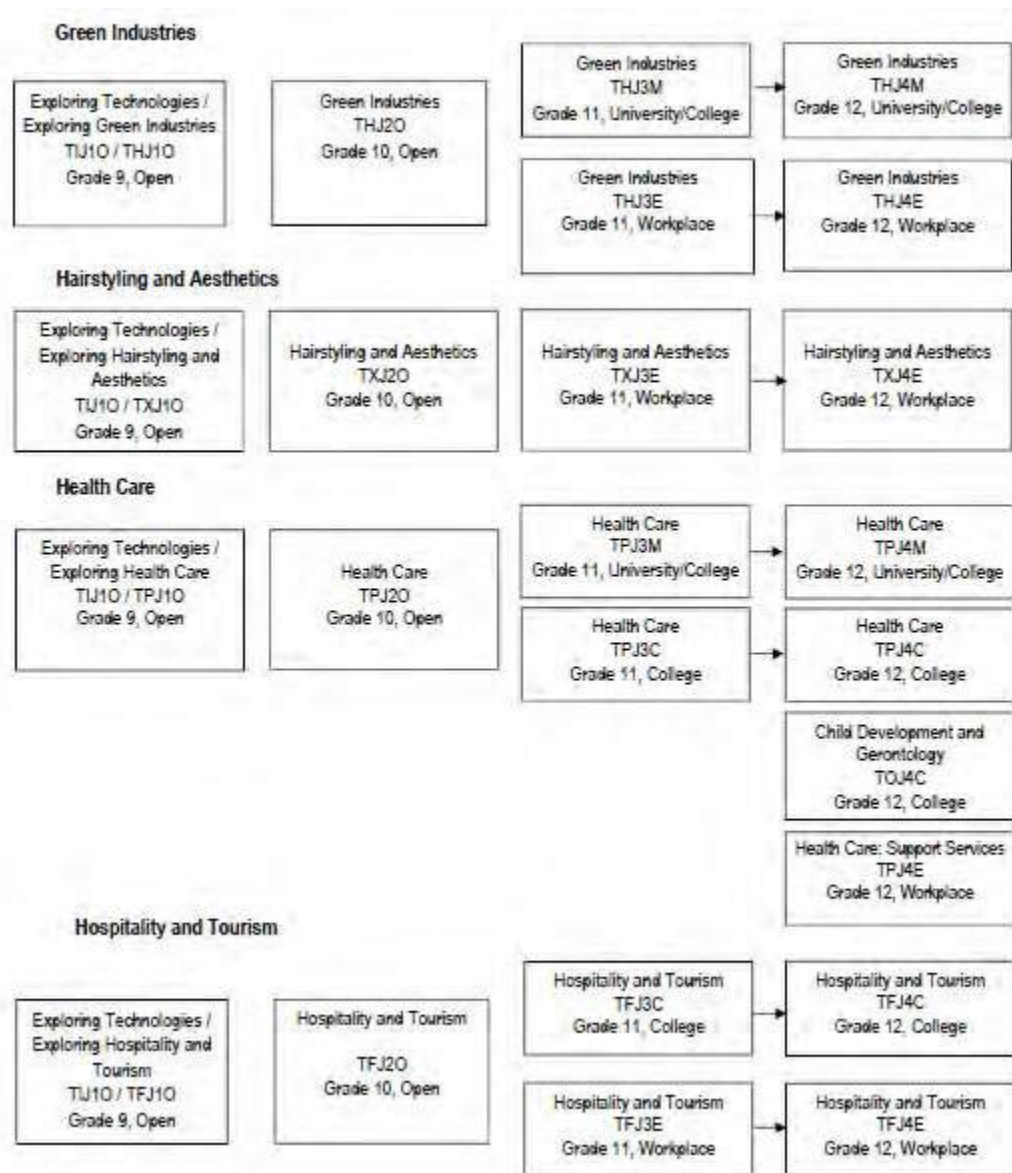 Green Industries
Exploring Technologies /
Exploring Green Industries
TIJ1O / THJ1O
Grade 9, Open
Green Industries
THJ2O
Grade 10, Open
Green Industries
THJ3M
Grade 11, University/College
Green Industries
THJ4M
Grade 12, University/College
Green Industries
THJ3E
Grade 11, Workplace
Green Industries
THJ4E
Grade 12, Workplace
Hairstyling and Aesthetics
Exploring Technologies /
Exploring Hairstyling and
Aesthetics
TIJ1O / TXJ1O
Grade 9, Open
Hairstyling and Aesthetics
TXJ2O
Grade 10, Open
Hairstyling and Aesthetics
TXJ3E
Grade 11, Workplace
Hairstyling and Aesthetics
TXJ4E
Grade 12, Workplace
Health Care
Exploring Technologies /
Exploring Health Care
TIJ1O / TPJ1O
Grade 9, Open
Health Care
TPJ2O
Grade 10, Open
Health Care
TPJ3M
Grade 11, University/College
Health Care
TPJ4M
Grade 12, University/College
Health Care
TPJ3C
Grade 11, College
Health Care
TPJ4C
Grade 12, College
Child Development and
Gerontology
TOJ4C
Grade 12, College
Health Care: Support Services
TPJ4E
Grade 12, Workplace
Hospitality and Tourism
Exploring Technologies /
Exploring Hospitality and
Tourism
TIJ1O / TFJ1O
Grade 9, Open
Hospitality and Tourism
TFJ2O
Grade 10, Open
Hospitality and Tourism
TFJ3C
Grade 11, College
Hospitality and Tourism
TFJ4C
Grade 12, College
Hospitality and Tourism
TFJ3E
Grade 11, Workplace
Hospitality and Tourism
TFJ4E
Grade 12, Workplace